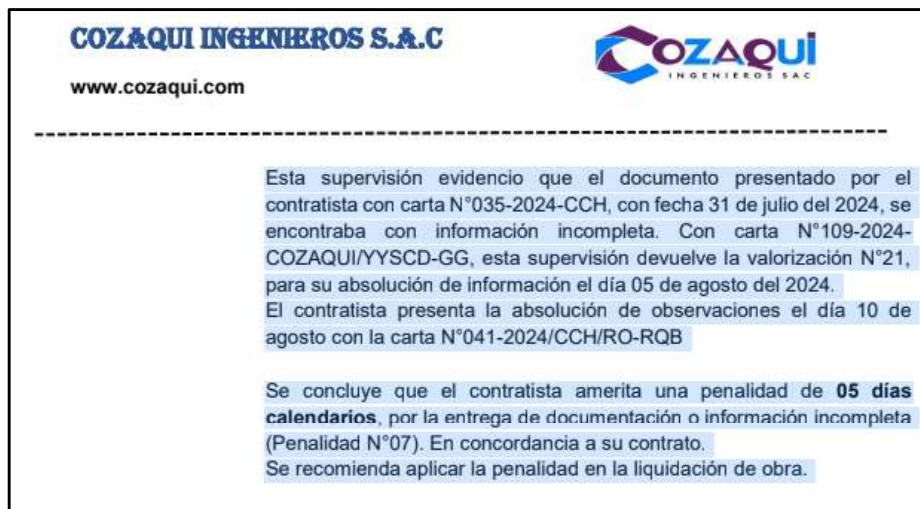 COZAQUI INGENIEROS S.A.C
COZAQUI
INGENIEROS SAC
www.cozaqui.com
Esta supervisión evidencio que el documento presentado por el
contratista con carta N°035-2024-CCH, con fecha 31 de julio del 2024, se
encontraba con información incompleta. Con carta N°109-2024-
COZAQUI/YYSCD-GG, esta supervisión devuelve la valorización N°21,
para su absolución de información el día 05 de agosto del 2024.
El contratista presenta la absolución de observaciones el día 10 de
agosto con la carta N°041-2024/CCH/RO-RQB
Se concluye que el contratista amerita una penalidad de 05 días
calendarios, por la entrega de documentación o información incompleta
(Penalidad N°07). En concordancia a su contrato.
Se recomienda aplicar la penalidad en la liquidación de obra.